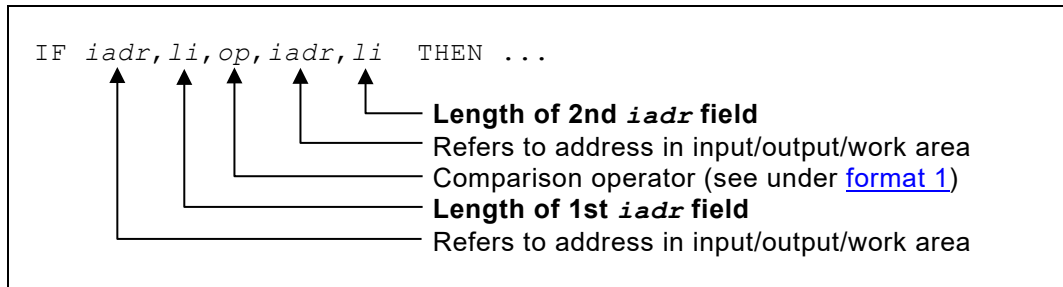 IF iadr,li,op,iadr,li THEN ...
Length of 2nd iadr field
Refers to address in input/output/work area
Comparison operator (see under format 1)
Length of 1st iadr field
Refers to address in input/output/work area